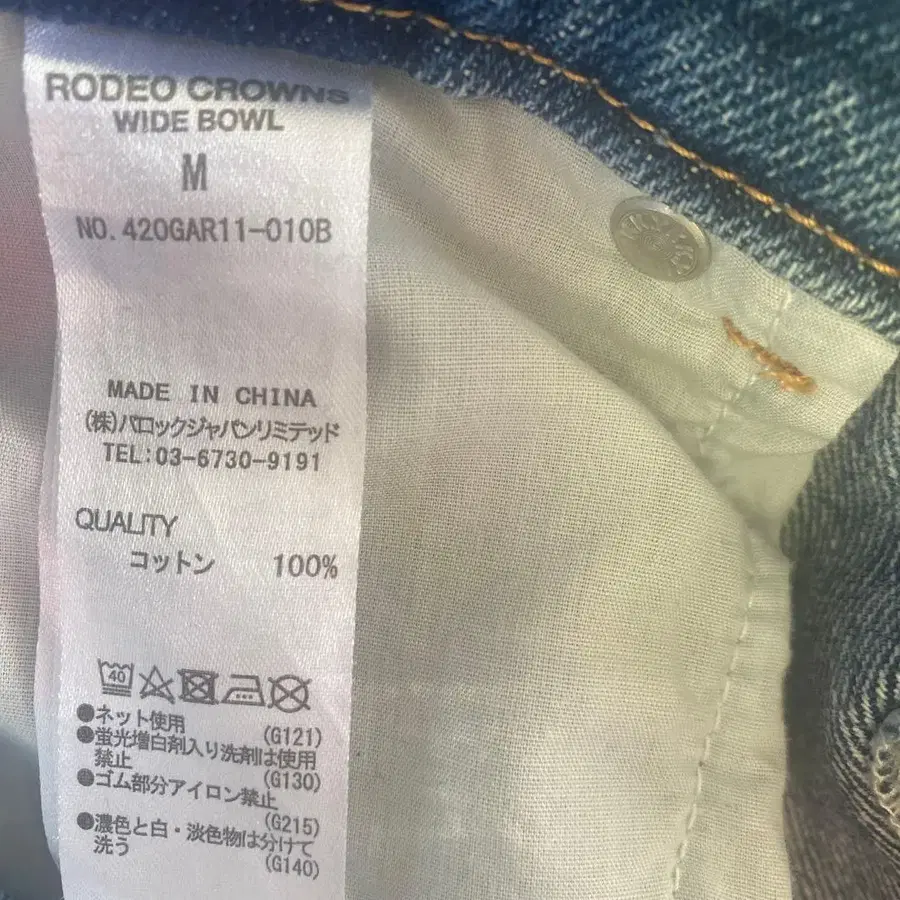 RODEO CROWNS
WIDE BOWL
M
NO.420GAR11-010B
MADE IN CHINA
(株)バロックジャパンリミテッド
TEL:03-6730-9191
QUALITY
コットン 100%
40
●ネット使用 (G121)
●蛍光増白剤入り洗剤は使用
禁止 (G130)
●ゴム部分アイロン禁止
(G215)
●濃色と白・淡色物は分けて
洗う (G140)